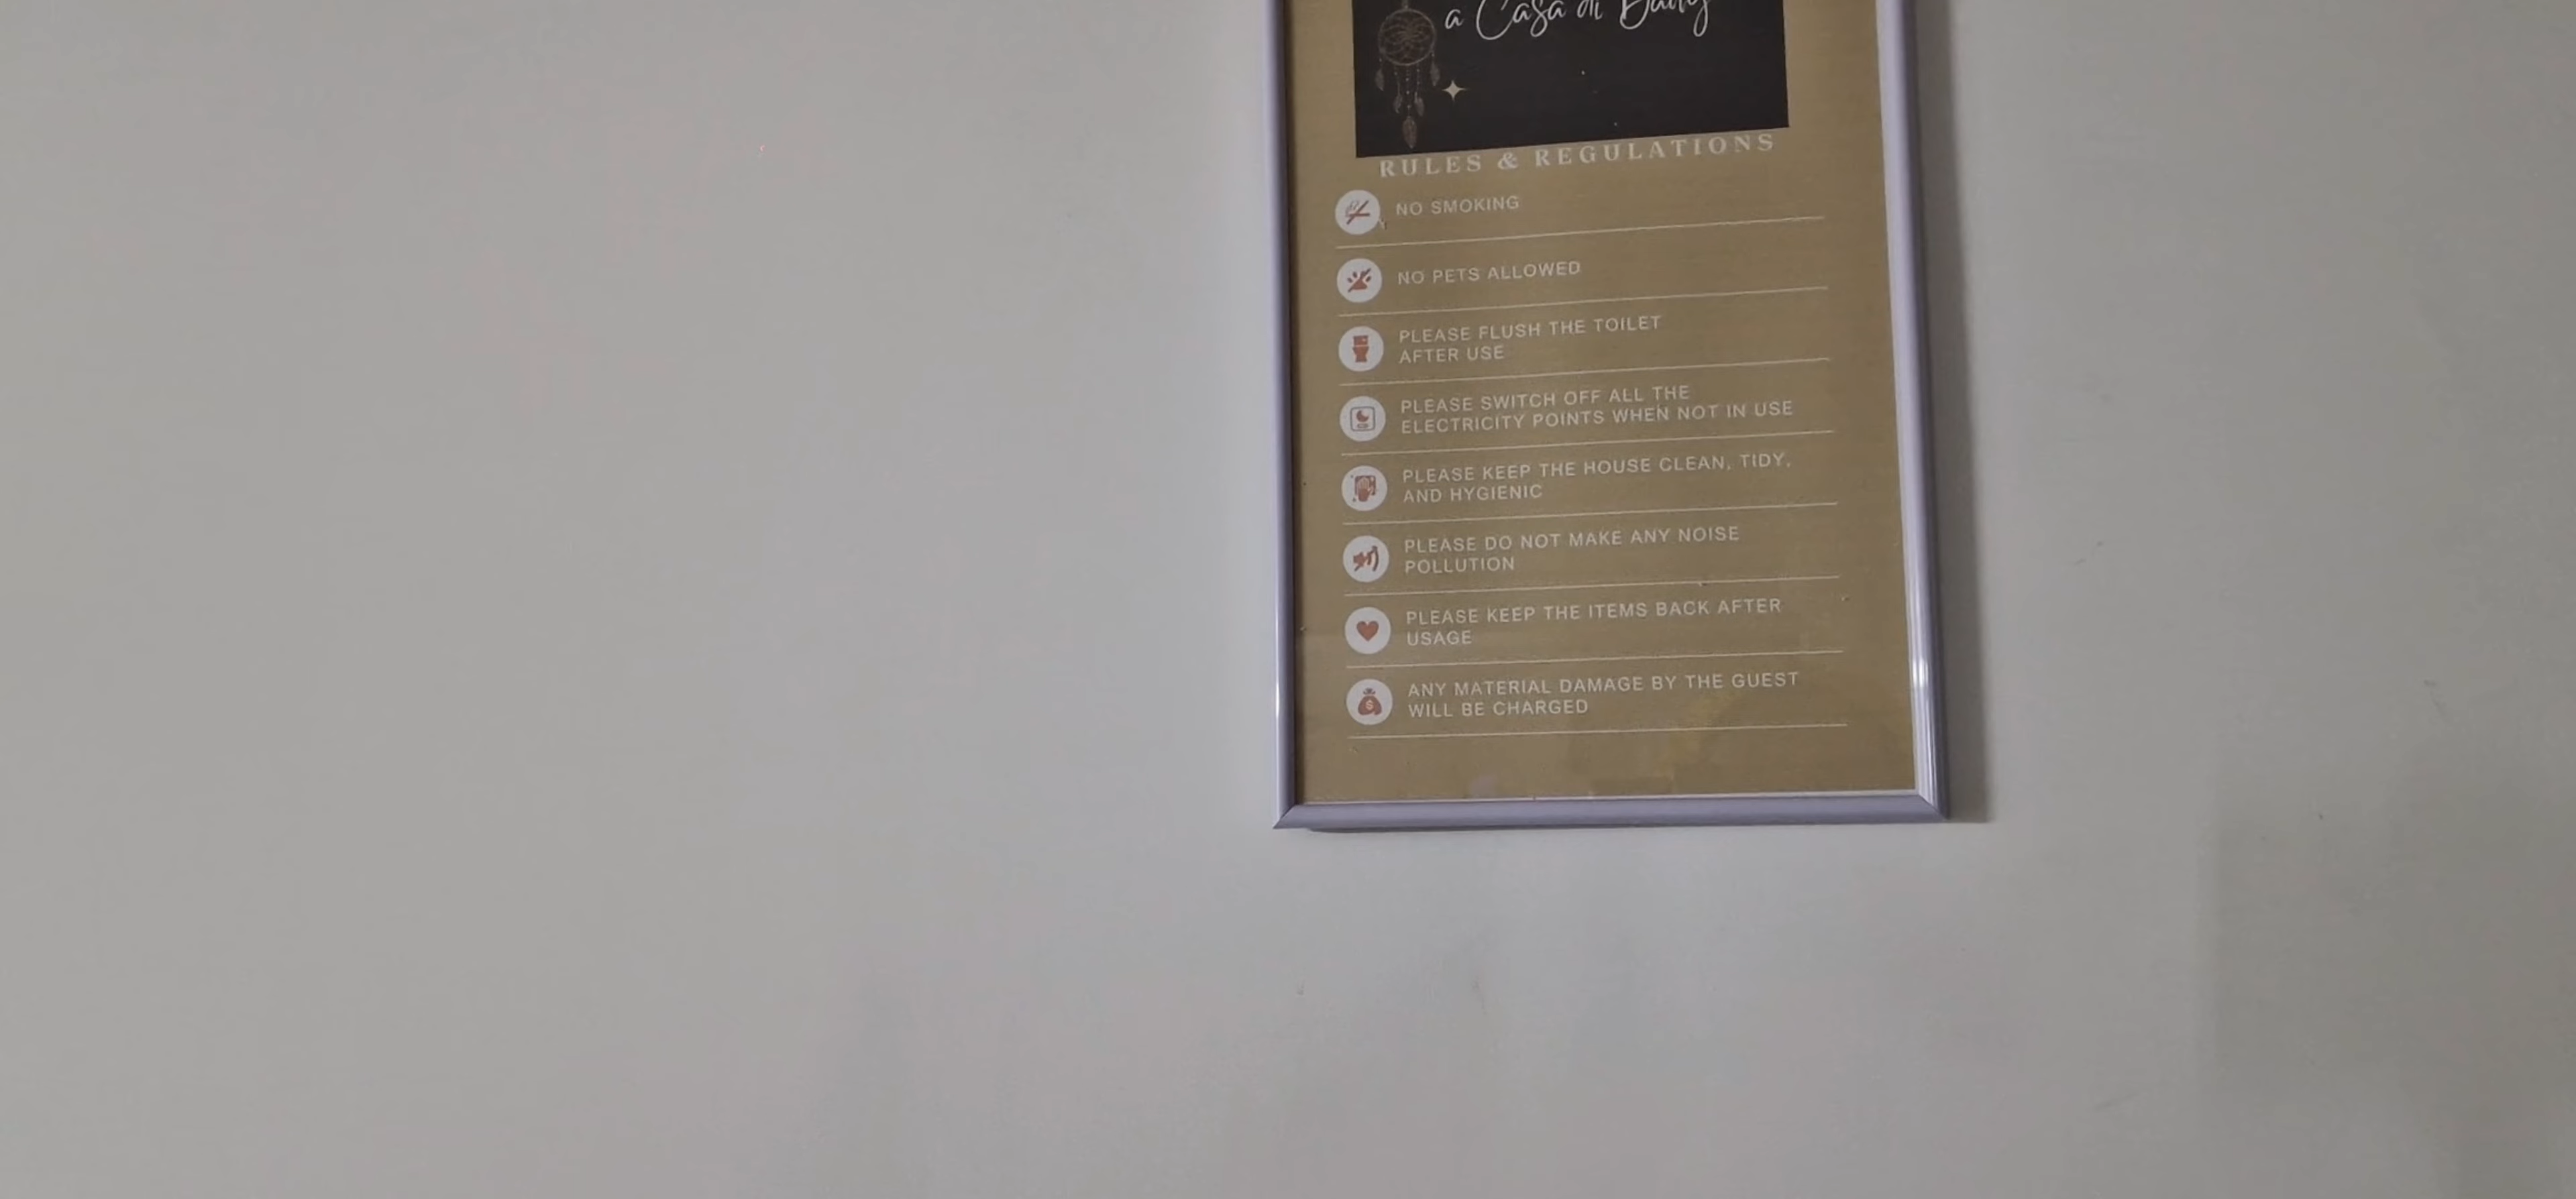 a Casa di
RULES & REGULATIONS
NO SMOKING
NO PETS ALLOWED
PLEASE FLUSH THE TOILET
AFTER USE
PLEASE SWITCH OFF ALL THE
ELECTRICITY POINTS WHEN NOT IN USE
PLEASE KEEP THE HOUSE CLEAN, TIDY,
AND HYGIENIC
PLEASE DO NOT MAKE ANY NOISE
POLLUTION
PLEASE KEEP THE ITEMS BACK AFTER
USAGE
ANY MATERIAL DAMAGE BY THE GUEST
WILL BE CHARGED